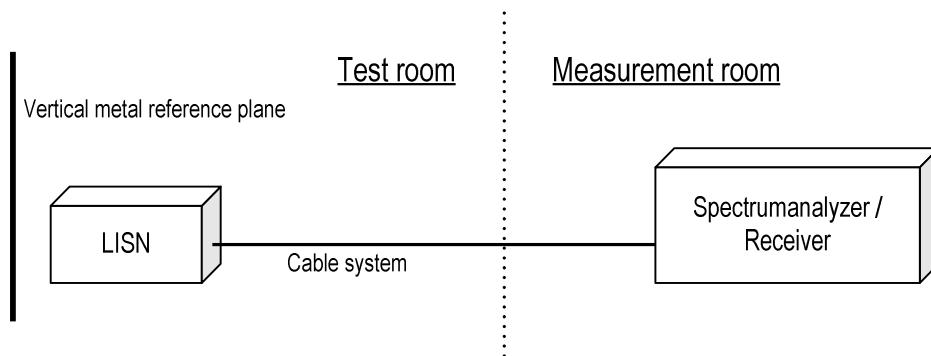 Test room
Measurement room
Vertical metal reference plane
LISN
Cable system
Spectrumanalyzer /
Receiver